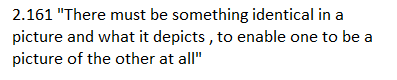 2.161 "There must be something identical in a
picture and what it depicts , to enable one to be a
picture of the other at all"